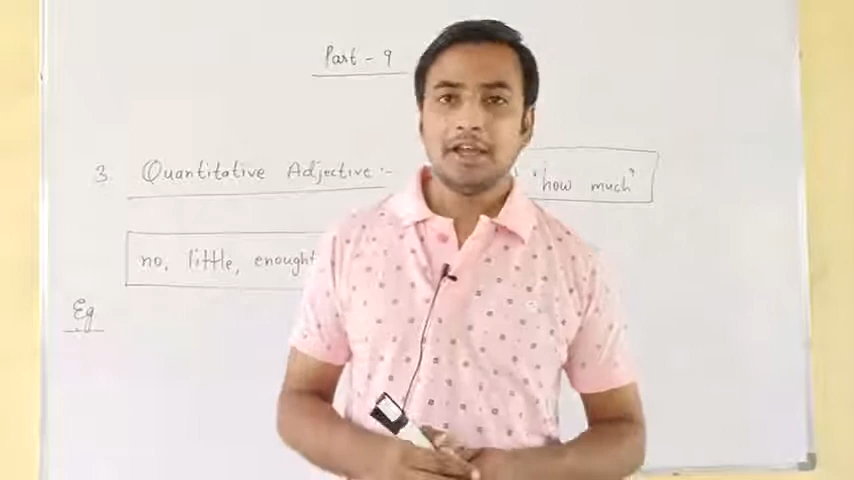 Part - 9
3. Quantitative Adjective :- "how much"
no, little, enought
Eg